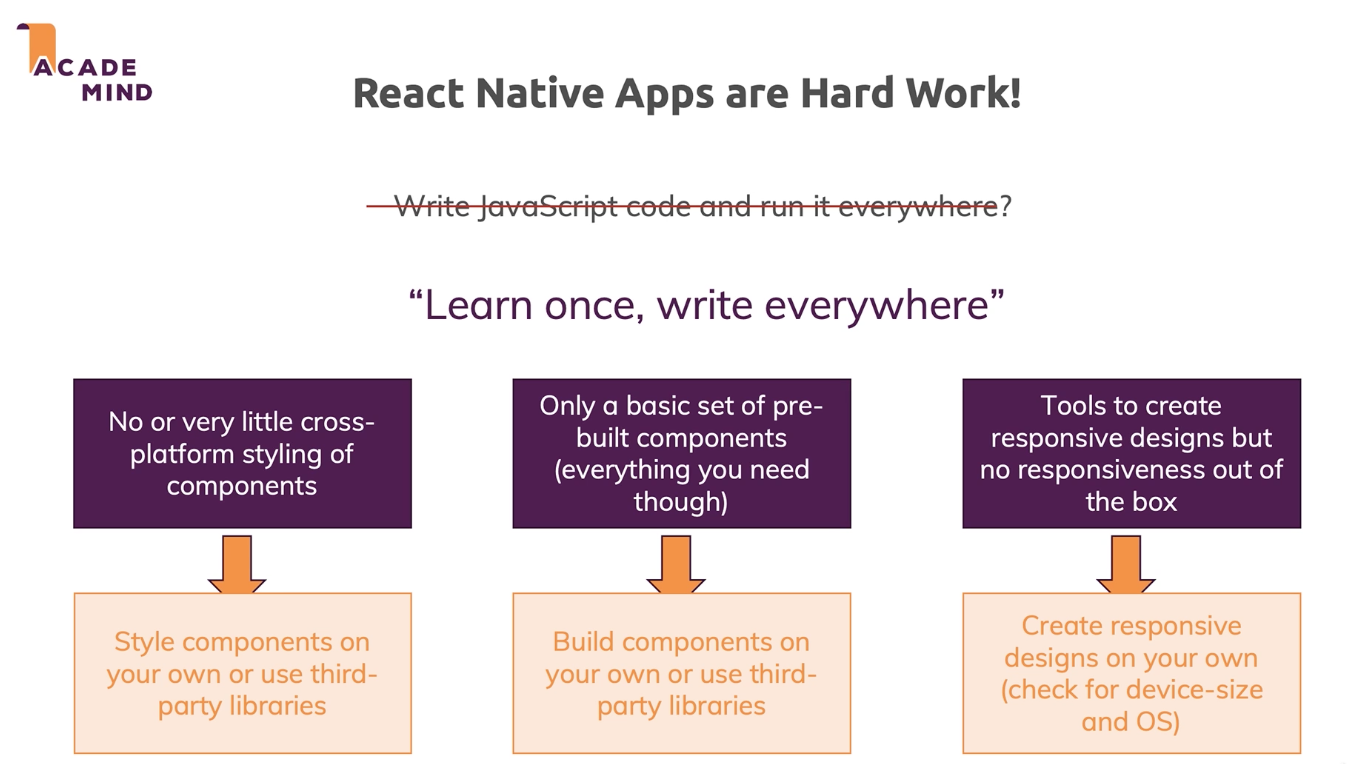 ACADE
MIND
React Native Apps are Hard Work!
Write JavaScript code and run it everywhere?
“Learn once, write everywhere”
No or very little cross-
platform styling of
components
Only a basic set of pre-
built components
(everything you need
though)
Tools to create
responsive designs but
no responsiveness out of
the box
Style components on
your own or use third-
party libraries
Build components on
your own or use third-
party libraries
Create responsive
designs on your own
(check for device-size
and OS)